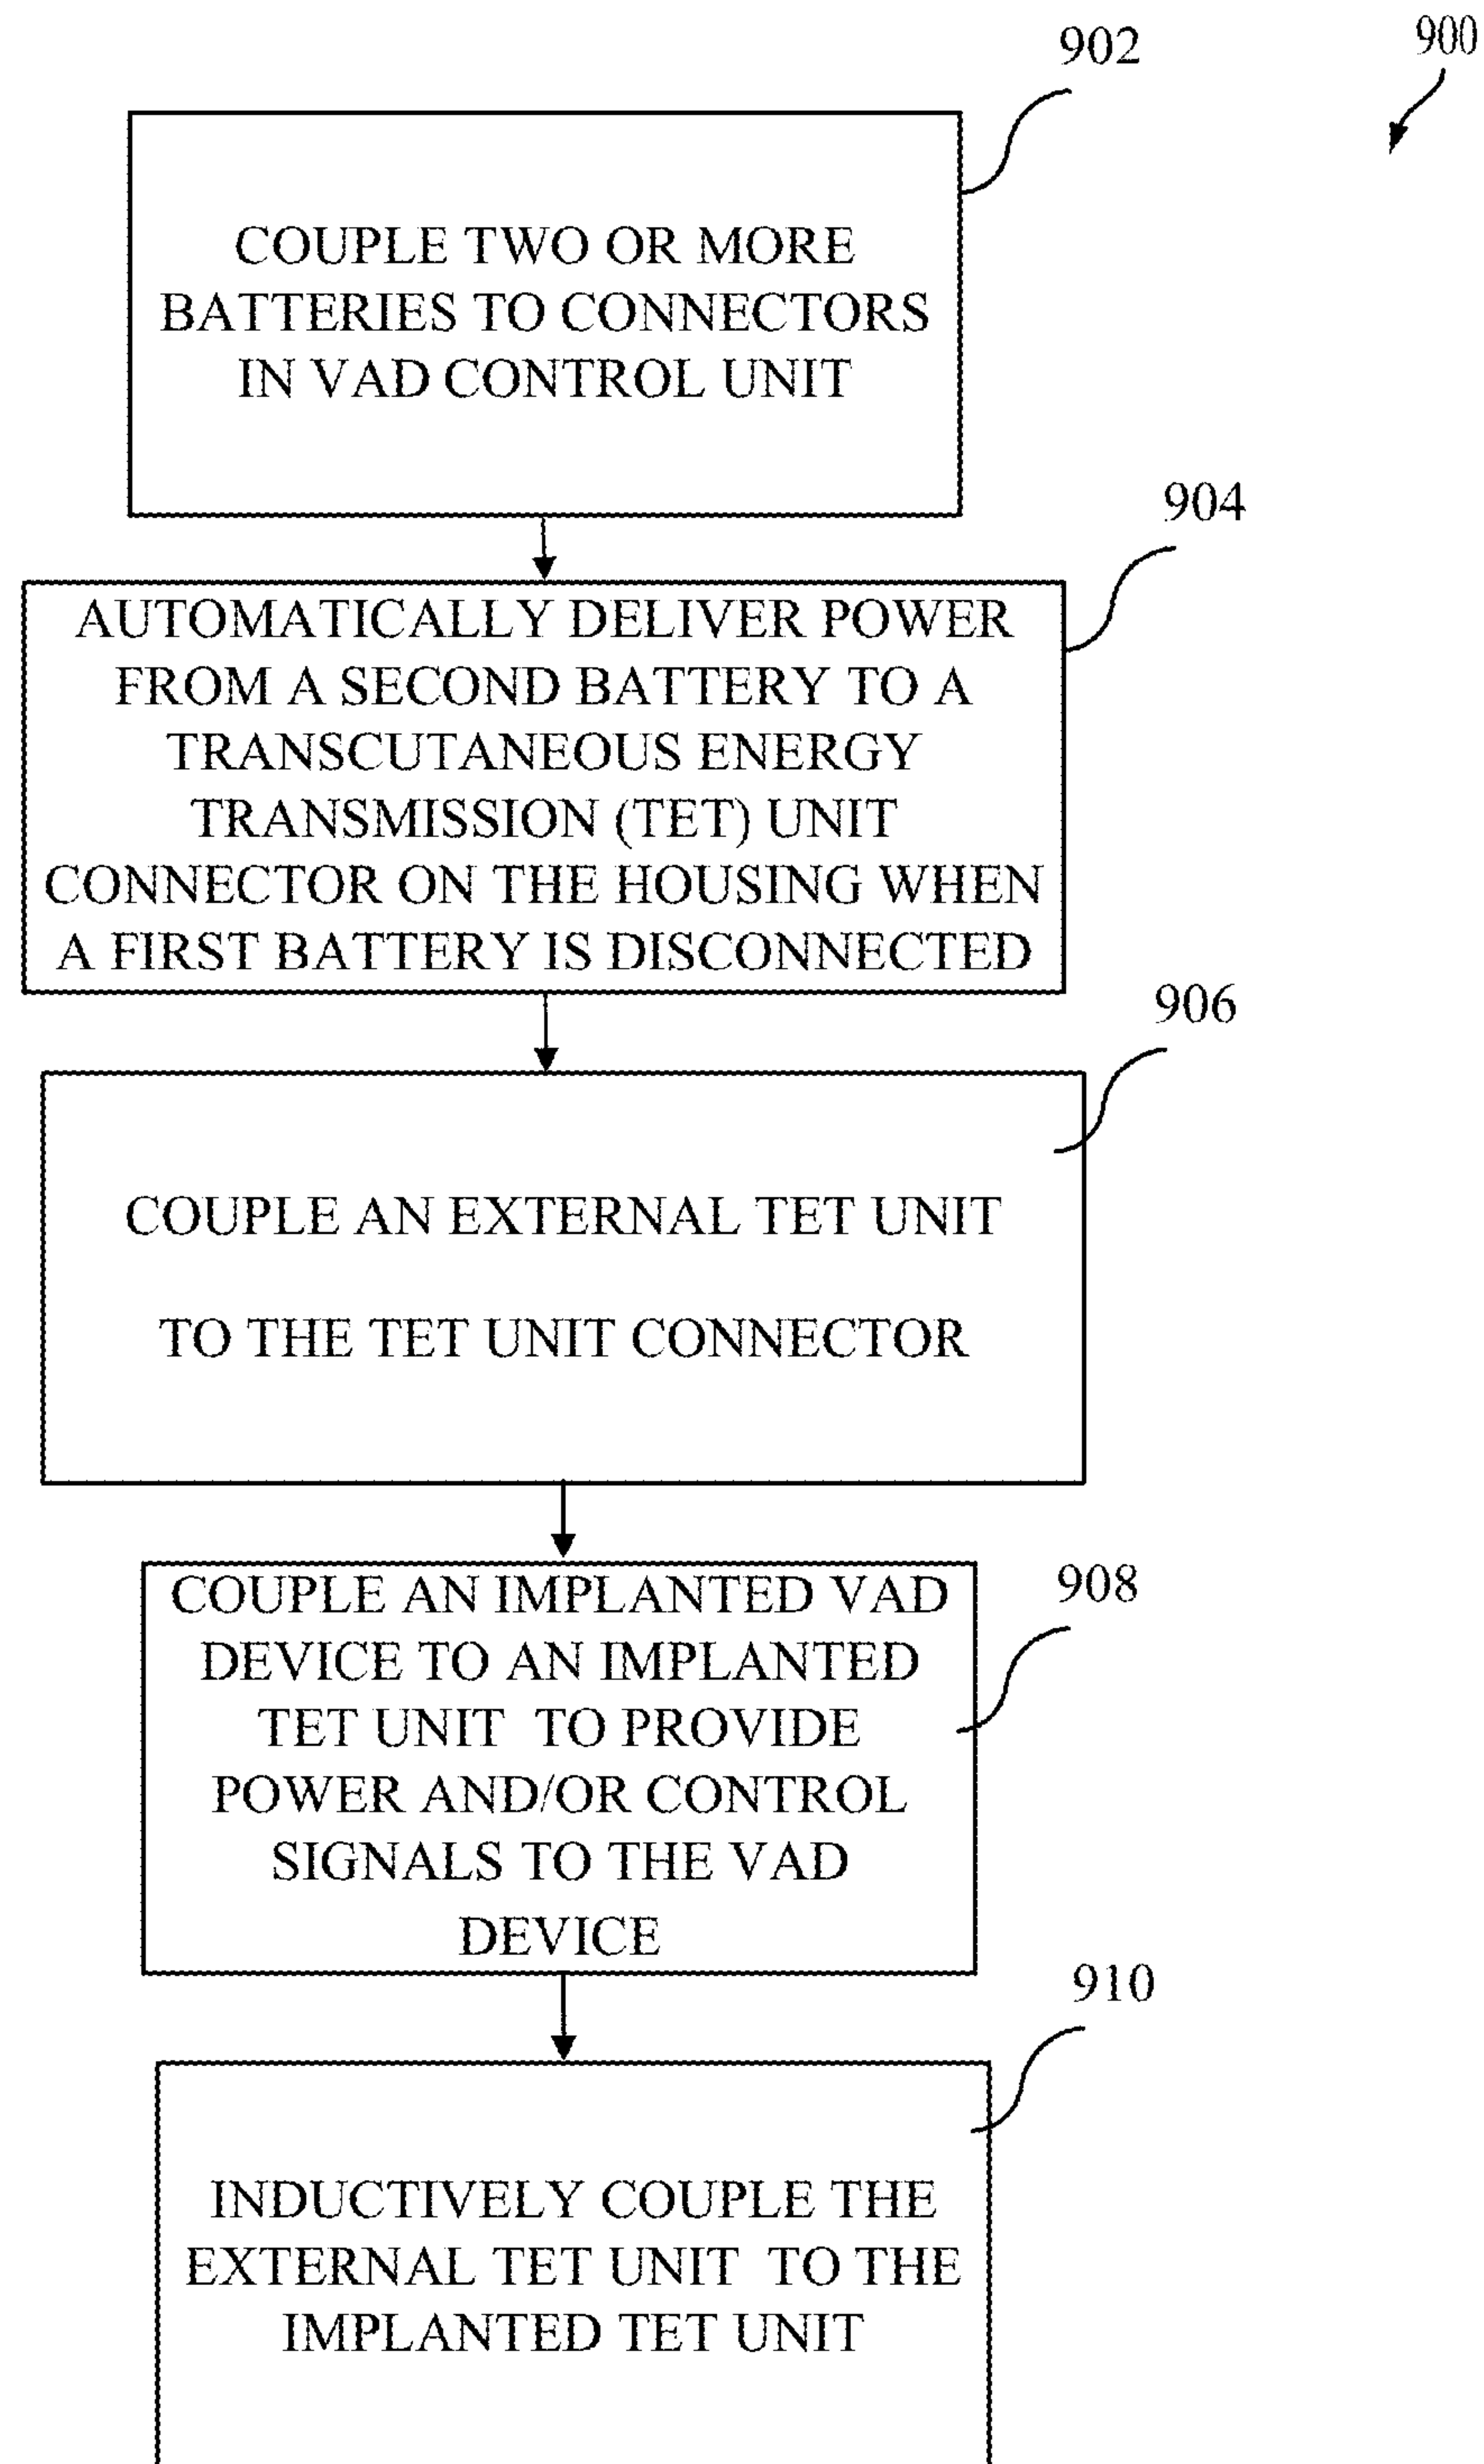 900
902
COUPLE TWO OR MORE
BATTERIES TO CONNECTORS
IN VAD CONTROL UNIT
904
AUTOMATICALLY DELIVER POWER
FROM A SECOND BATTERY TO A
TRANSCUTANEOUS ENERGY
TRANSMISSION (TET) UNIT
CONNECTOR ON THE HOUSING WHEN
A FIRST BATTERY IS DISCONNECTED
906
COUPLE AN EXTERNAL TET UNIT
TO THE TET UNIT CONNECTOR
908
COUPLE AN IMPLANTED VAD
DEVICE TO AN IMPLANTED
TET UNIT TO PROVIDE
POWER AND/OR CONTROL
SIGNALS TO THE VAD
DEVICE
910
INDUCTIVELY COUPLE THE
EXTERNAL TET UNIT TO THE
IMPLANTED TET UNIT